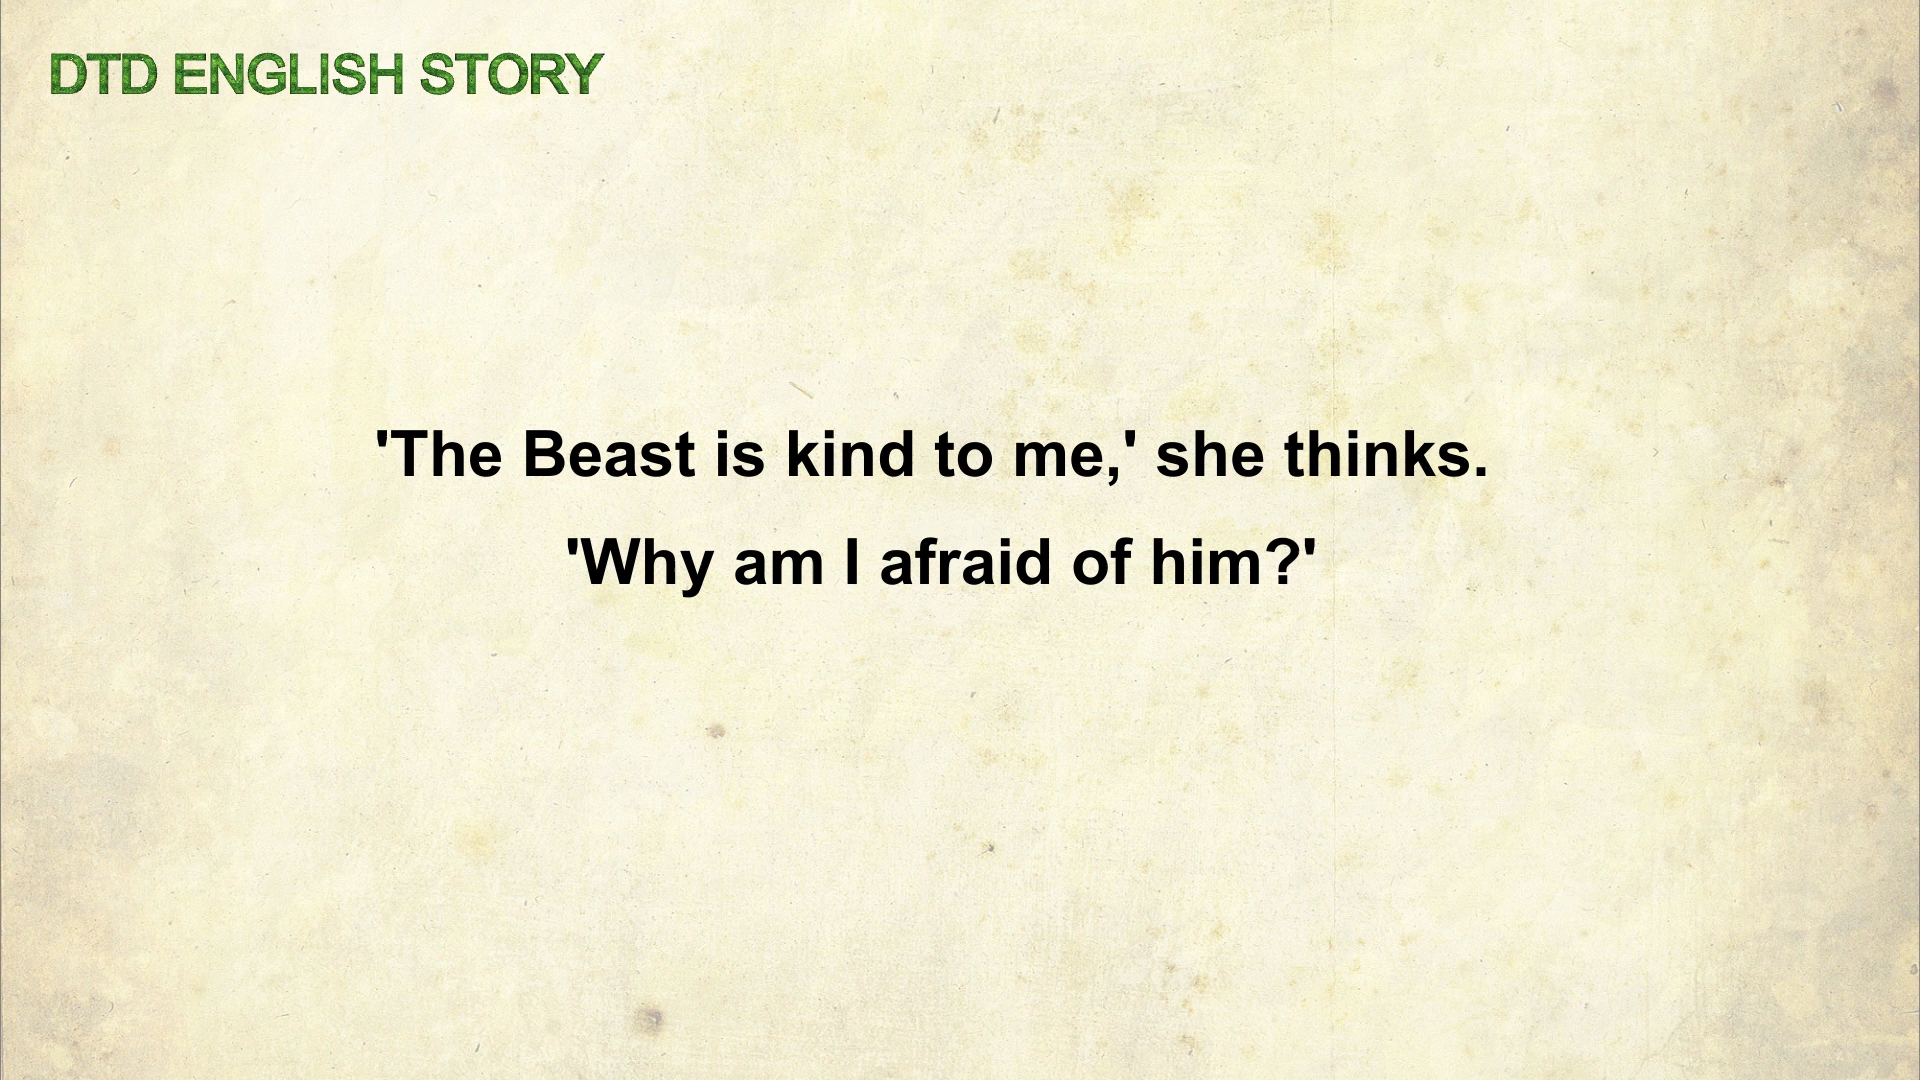 DTD ENGLISH STORY
'The Beast is kind to me,' she thinks.
'Why am I afraid of him?'